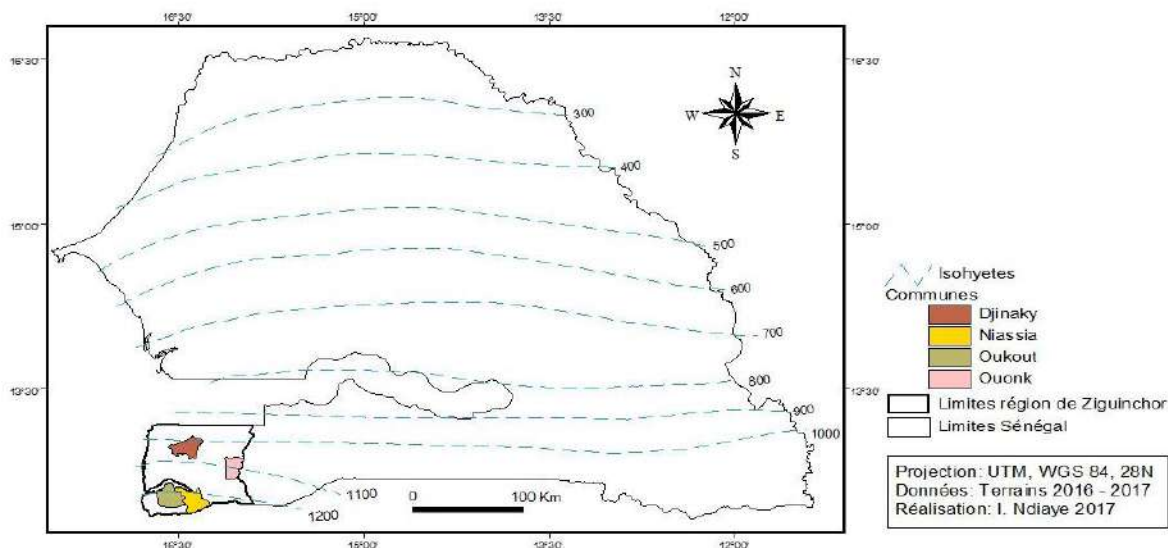 16°30'
15°00'
13°30'
12°00'
16°30'
16°30'
N
W
E
S
300
400
15°00'
15°00'
500
600
700
13°30'
13°30'
800
900
1000
1100
1200
0
100 Km
16°30'
15°00'
13°30'
12°00'
Isohyetes
Communes
Djinaky
Niassia
Oukout
Ouonk
Limites région de Ziguinchor
Limites Sénégal
Projection: UTM, WGS 84, 28N
Données: Terrains 2016 - 2017
Réalisation: I. Ndiaye 2017